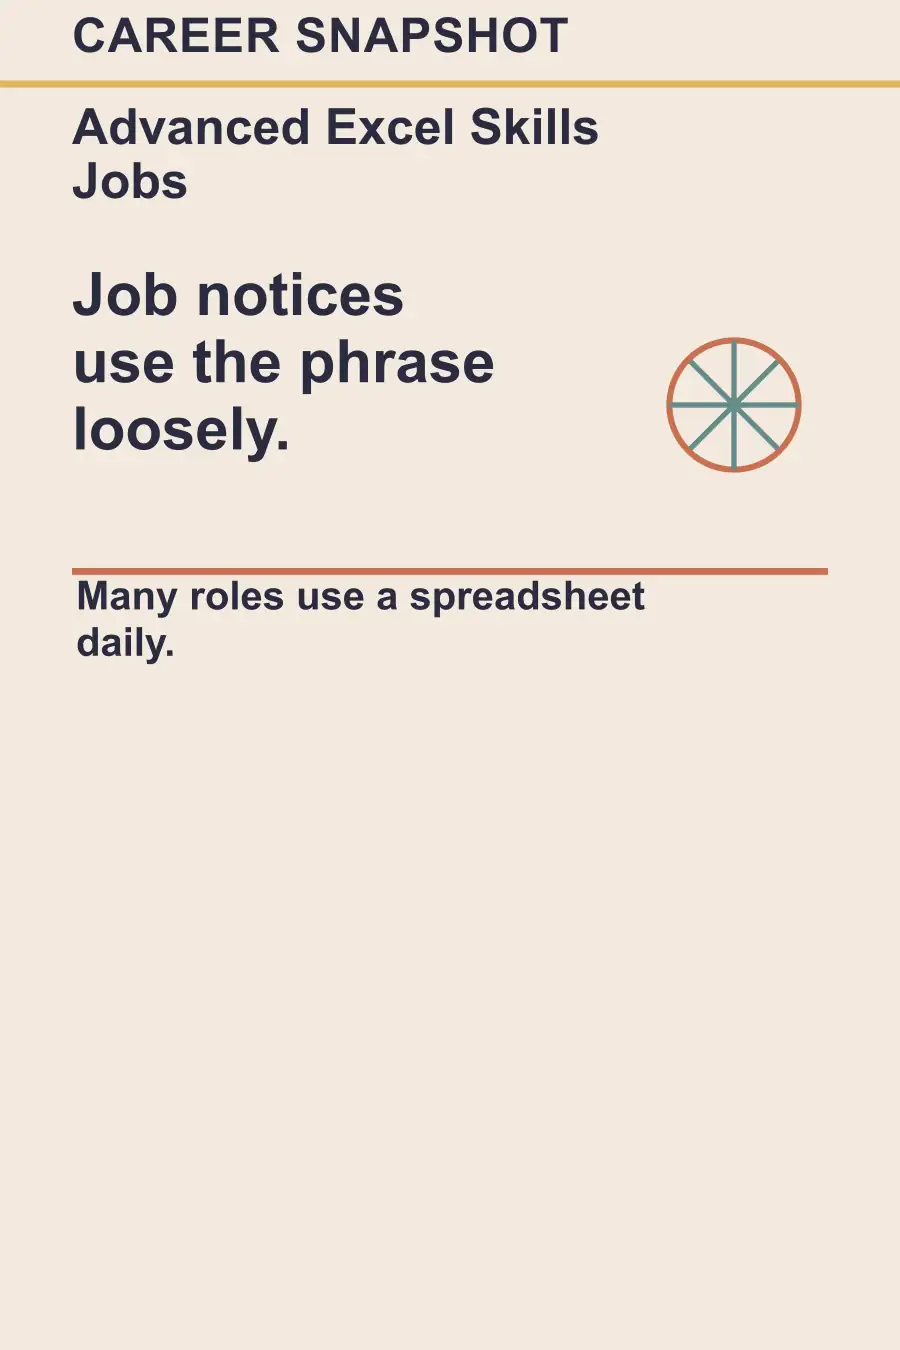 CAREER SNAPSHOT
Advanced Excel Skills
Jobs
Job notices
use the phrase
loosely.
Many roles use a spreadsheet
daily.